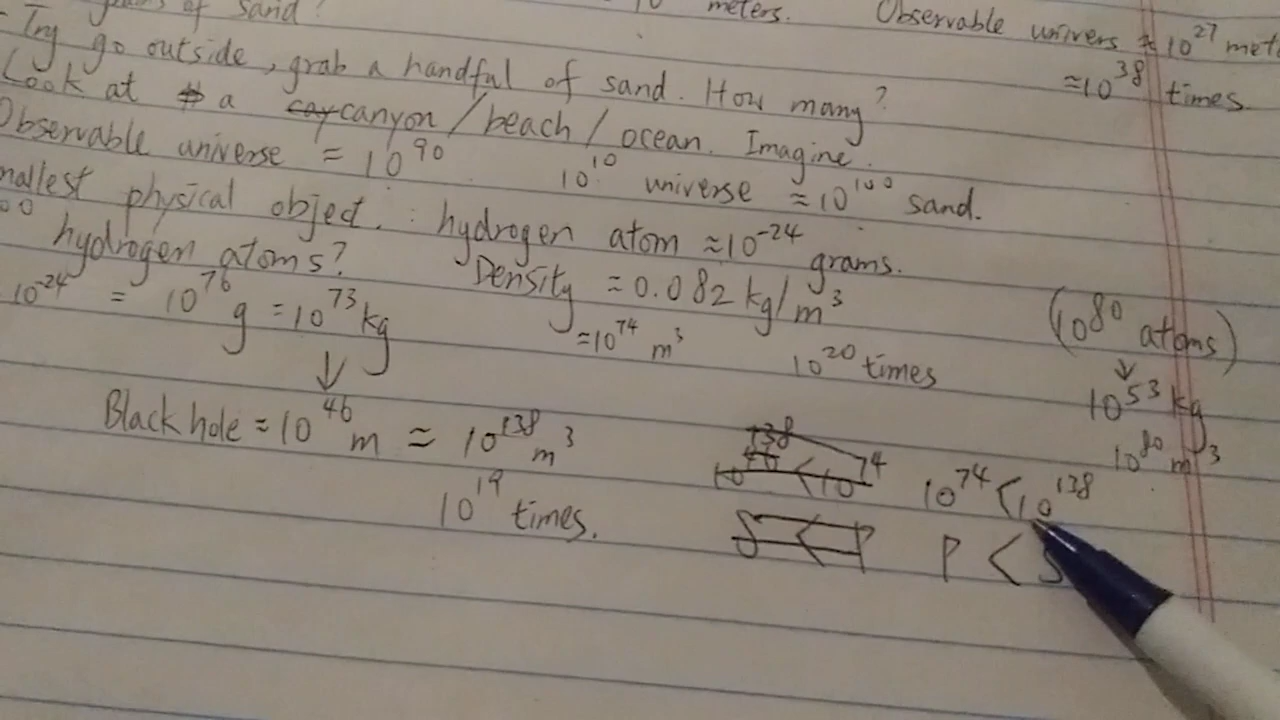 of sand?
meters. Observable univers ≈ 10^27 mete
≈10^38 times
- Try go outside, grab a handful of sand. How many?
Look at a canyon/beach/ocean. Imagine.
Observable universe = 10^90 10^10 universe ≈ 10^100 sand.
mallest physical object. : hydrogen atom ≈ 10^-24 grams.
hydrogen atoms? Density ≈ 0.082 kg/m^3
10^-24 = 10^76 g = 10^73 kg ≈10^74 m^3 (10^80 atoms)
↓ 10^20 times ↓
10^53 kg
Black hole = 10^46 m ≈ 10^138 m^3 10^80 m^3
10^74 < 10^138
10^19 times. S < P P < S